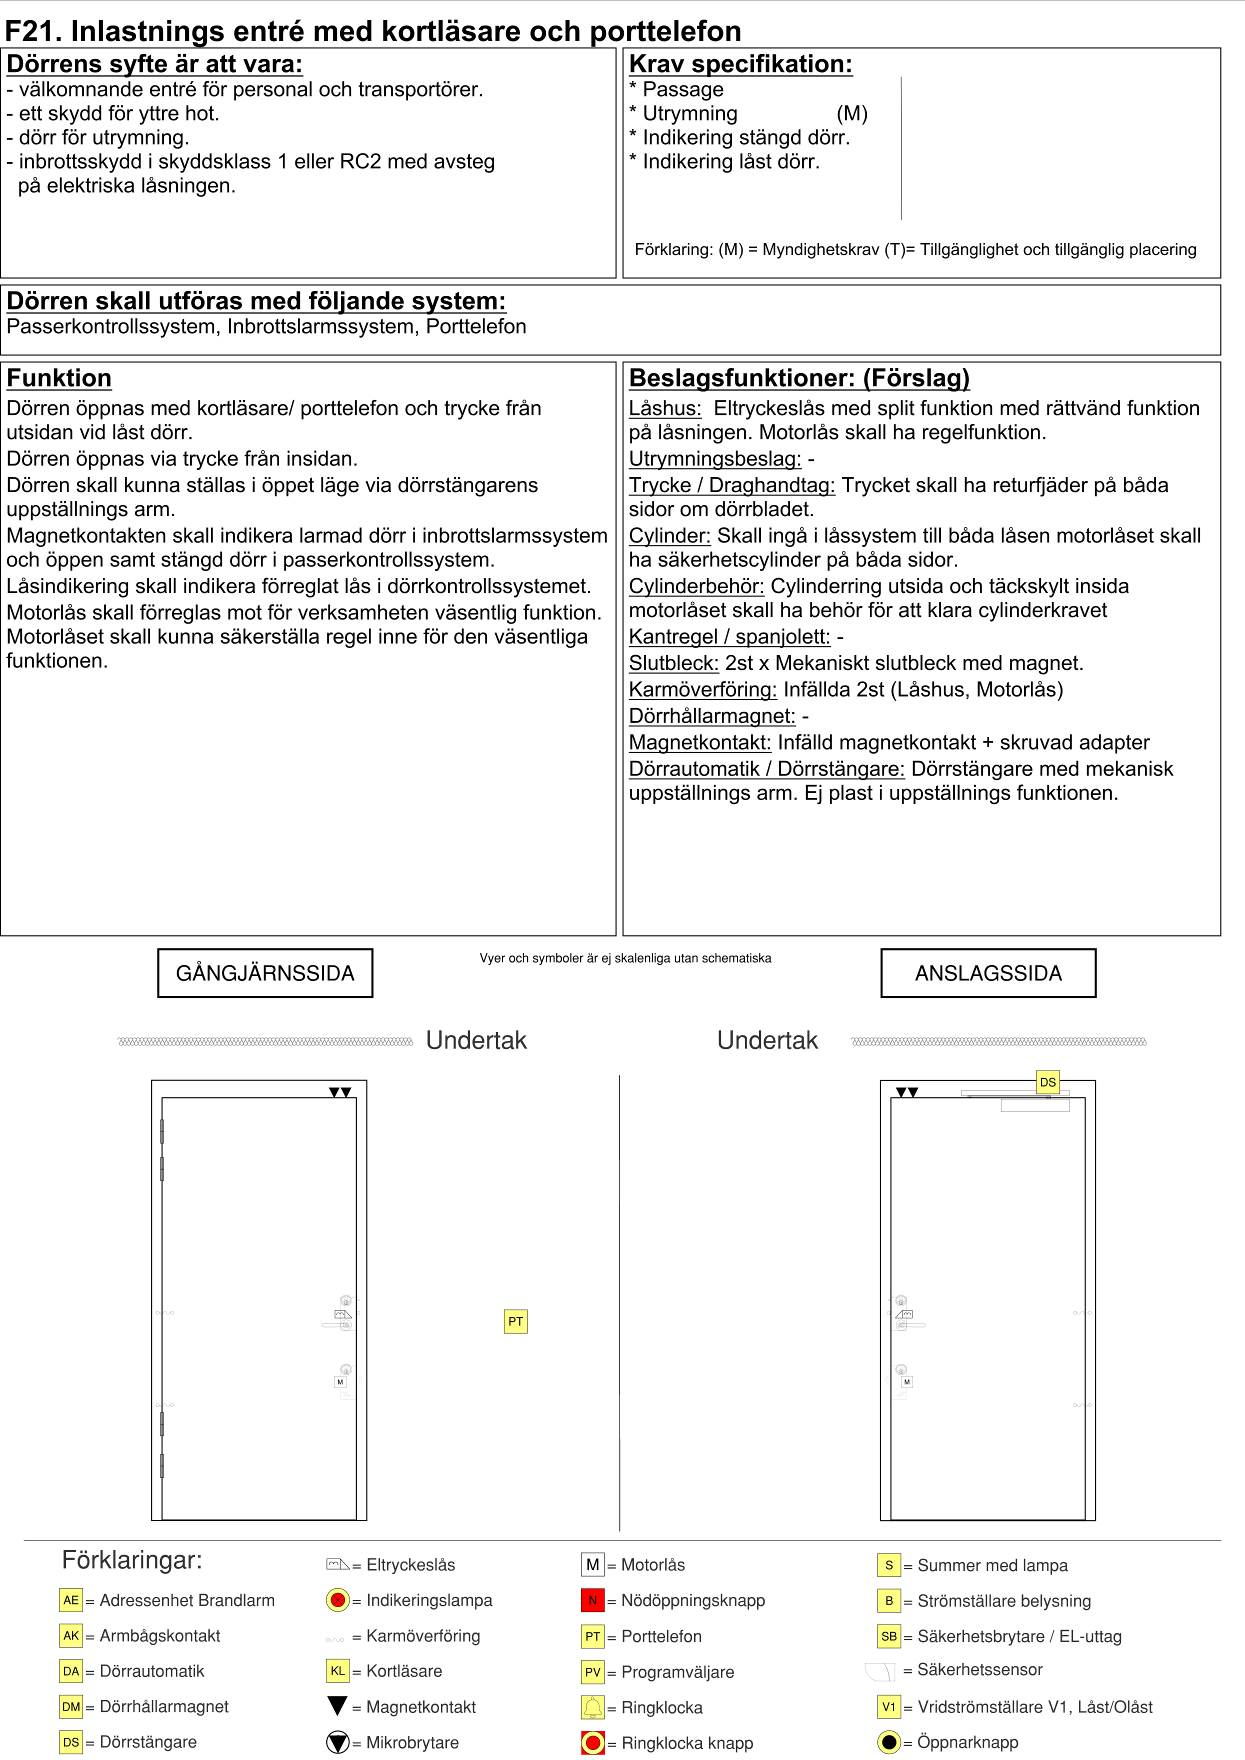 F21. Inlastnings entré med kortläsare och porttelefon
Dörrens syfte är att vara:
- välkomnande entré för personal och transportörer.
- ett skydd för yttre hot.
- dörr för utrymning.
- inbrottsskydd i skyddsklass 1 eller RC2 med avsteg
på elektriska låsningen.
Krav specifikation:
* Passage
* Utrymning (M)
* Indikering stängd dörr.
* Indikering låst dörr.
Förklaring: (M) = Myndighetskrav (T)= Tillgänglighet och tillgänglig placering
Dörren skall utföras med följande system:
Passerkontrollssystem, Inbrottslarmssystem, Porttelefon
Funktion
Dörren öppnas med kortläsare/ porttelefon och trycke från
utsidan vid låst dörr.
Dörren öppnas via trycke från insidan.
Dörren skall kunna ställas i öppet läge via dörrstängarens
uppställnings arm.
Magnetkontakten skall indikera larmad dörr i inbrottslarmssystem
och öppen samt stängd dörr i passerkontrollssystem.
Låsindikering skall indikera förreglat lås i dörrkontrollssystemet.
Motorlås skall förreglas mot för verksamheten väsentlig funktion.
Motorlåset skall kunna säkerställa regel inne för den väsentliga
funktionen.
Beslagsfunktioner: (Förslag)
Låshus: Eltryckeslås med split funktion med rättvänd funktion
på låsningen. Motorlås skall ha regelfunktion.
Utrymningsbeslag: -
Trycke / Draghandtag: Trycket skall ha returfjäder på båda
sidor om dörrbladet.
Cylinder: Skall ingå i låssystem till båda låsen motorlåset skall
ha säkerhetscylinder på båda sidor.
Cylinderbehör: Cylinderring utsida och täckskylt insida
motorlåset skall ha behör för att klara cylinderkravet
Kantregel / spanjolett: -
Slutbleck: 2st x Mekaniskt slutbleck med magnet.
Karmöverföring: Infällda 2st (Låshus, Motorlås)
Dörrhållarmagnet: -
Magnetkontakt: Infälld magnetkontakt + skruvad adapter
Dörrautomatik / Dörrstängare: Dörrstängare med mekanisk
uppställnings arm. Ej plast i uppställnings funktionen.
GÅNGJÄRNSSIDA
Vyer och symboler är ej skalenliga utan schematiska
ANSLAGSSIDA
Undertak
Undertak
DS
PT
M
M
Förklaringar:
AE = Adressenhet Brandlarm
AK = Armbågskontakt
DA = Dörrautomatik
DM = Dörrhållarmagnet
DS = Dörrstängare
= Eltryckeslås
= Indikeringslampa
= Karmöverföring
KL = Kortläsare
= Magnetkontakt
= Mikrobrytare
M = Motorlås
N = Nödöppningsknapp
PT = Porttelefon
PV = Programväljare
= Ringklocka
= Ringklocka knapp
S = Summer med lampa
B = Strömställare belysning
SB = Säkerhetsbrytare / EL-uttag
= Säkerhetssensor
V1 = Vridströmställare V1, Låst/Olåst
= Öppnarknapp